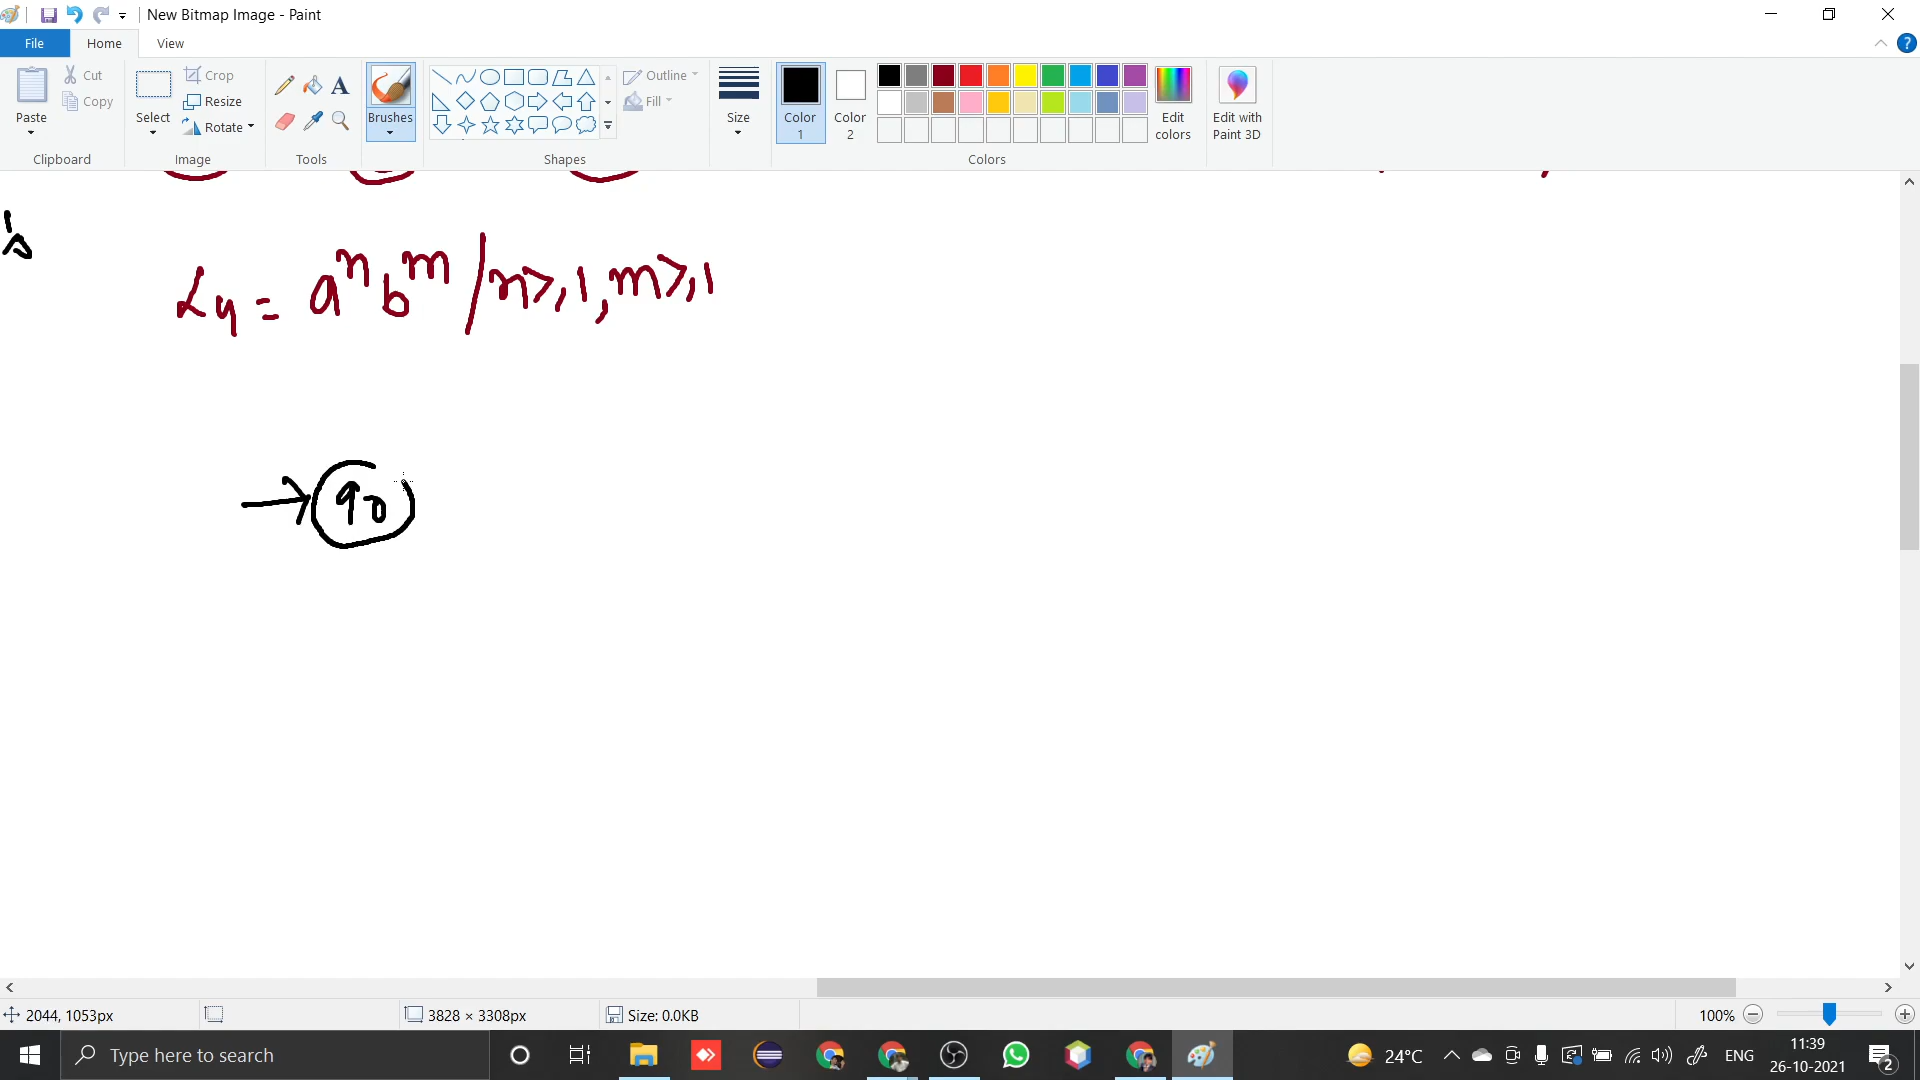 New Bitmap Image - Paint
File Home View
Cut
Copy
Paste
Clipboard
Crop
Resize
Rotate
Select
Image
Tools
Brushes
Outline
Fill
Shapes
Size
Color 1
Color 2
Edit colors
Edit with Paint 3D
Colors
L4 = a^n b^m / n>,1, m>,1
→ q0
2044, 1053px
3828 × 3308px
Size: 0.0KB
100%
Type here to search
24°C
ENG
11:39
26-10-2021
2